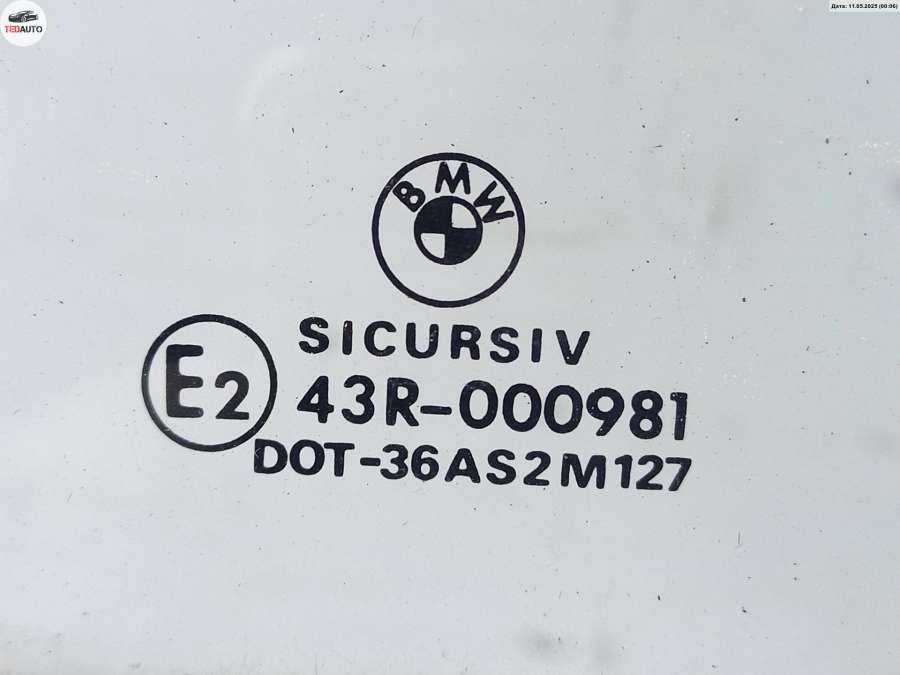 TEDAUTO
Дата: 11.05.2025 (00:06)
BMW
SICURSIV
E2
43R-000981
DOT-36AS2M127